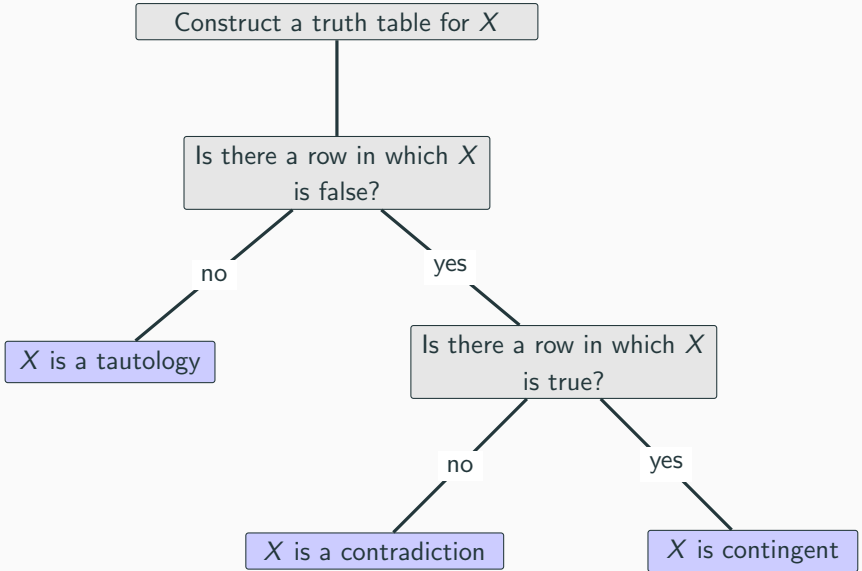 Construct a truth table for X
Is there a row in which X
is false?
no
yes
X is a tautology
Is there a row in which X
is true?
no
yes
X is a contradiction
X is contingent